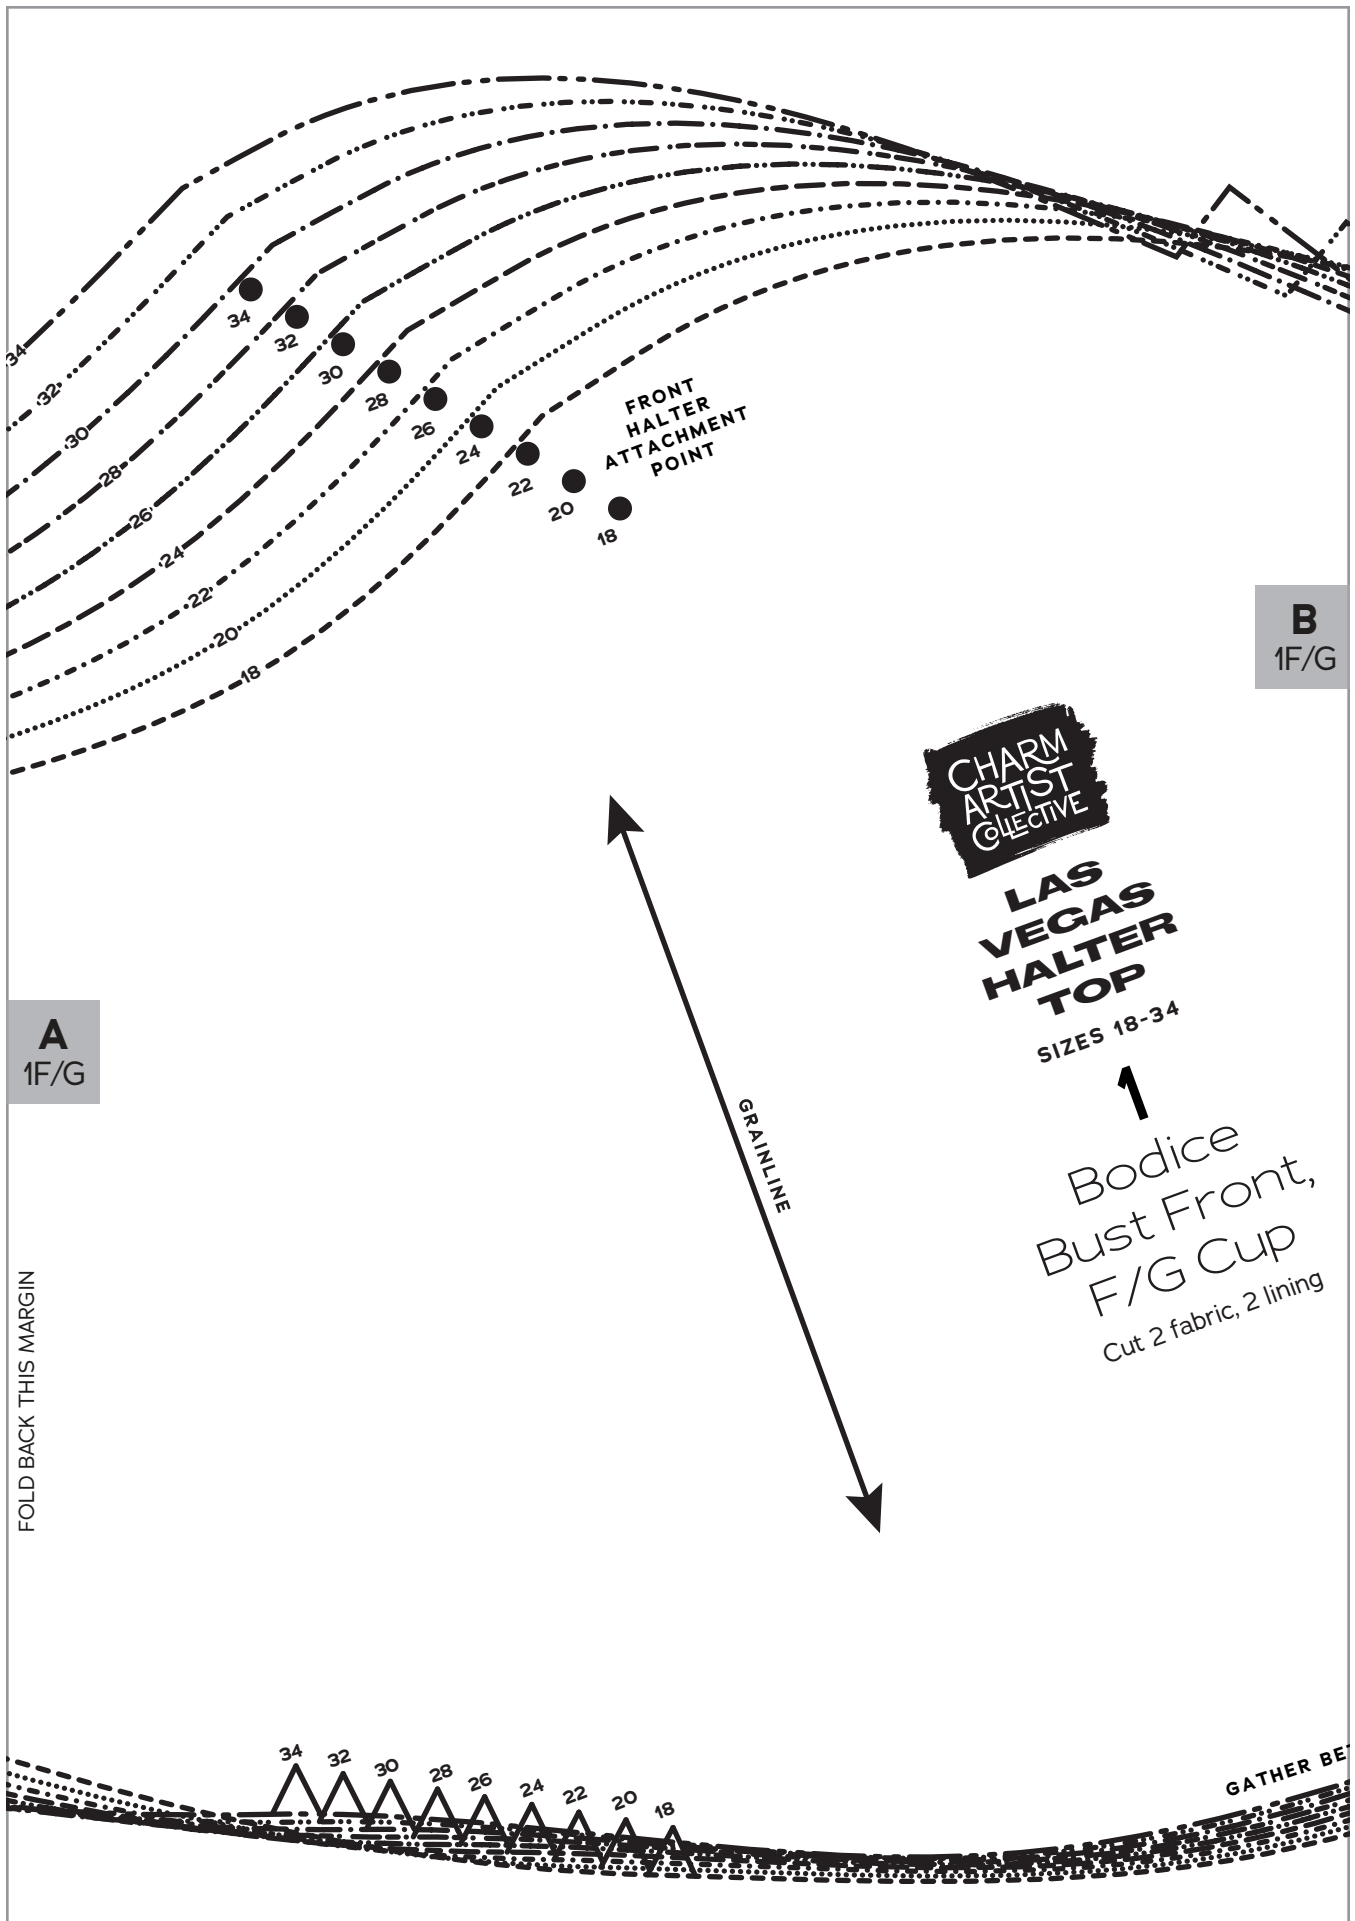 34
32
30
28
26
24
22
20
18
34
32
30
28
26
24
22
20
18
FRONT
HALTER
ATTACHMENT
POINT
B
1F/G
CHARM
ARTIST
COLLECTIVE
LAS
VEGAS
HALTER
TOP
SIZES 18-34
1
Bodice
Bust Front,
F/G Cup
Cut 2 fabric, 2 lining
A
1F/G
GRAINLINE
FOLD BACK THIS MARGIN
34
32
30
28
26
24
22
20
18
GATHER